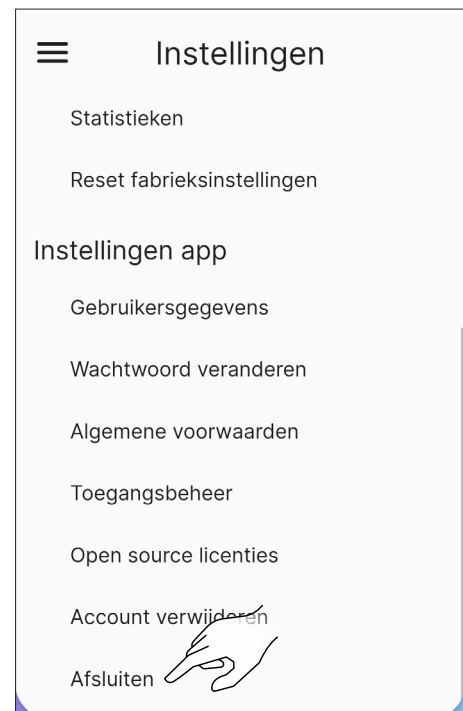 Instellingen
Statistieken
Reset fabrieksinstellingen
Instellingen app
Gebruikersgegevens
Wachtwoord veranderen
Algemene voorwaarden
Toegangsbeheer
Open source licenties
Account verwijderen
Afsluiten